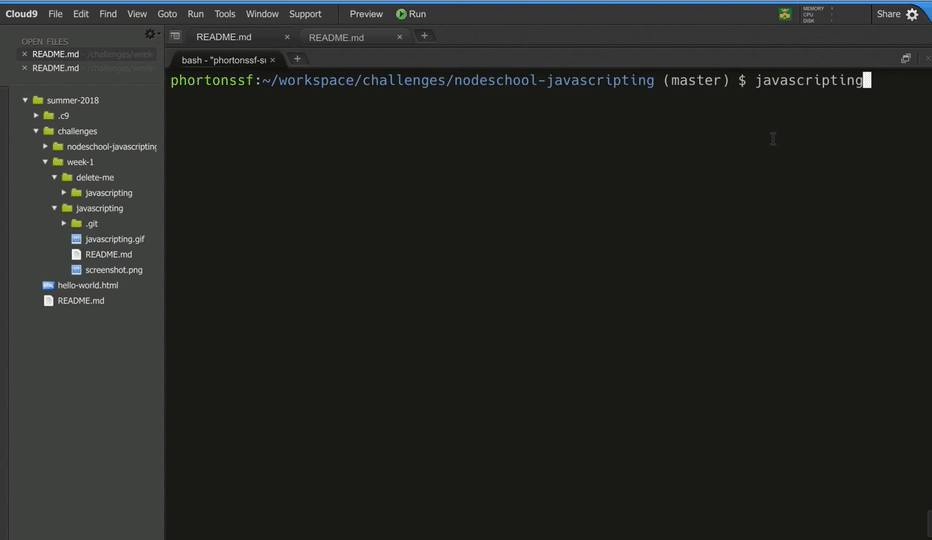 Cloud9 File Edit Find View Goto Run Tools Window Support Preview Run MEMORY CPU DISK Share
OPEN FILES
README.md /challenges/week
README.md /challenges/week
summer-2018
.c9
challenges
nodeschool-javascripting
week-1
delete-me
javascripting
javascripting
.git
javascripting.gif
README.md
screenshot.png
hello-world.html
README.md
README.md README.md
bash - "phortonssf-su
phortonssf:~/workspace/challenges/nodeschool-javascripting (master) $ javascripting